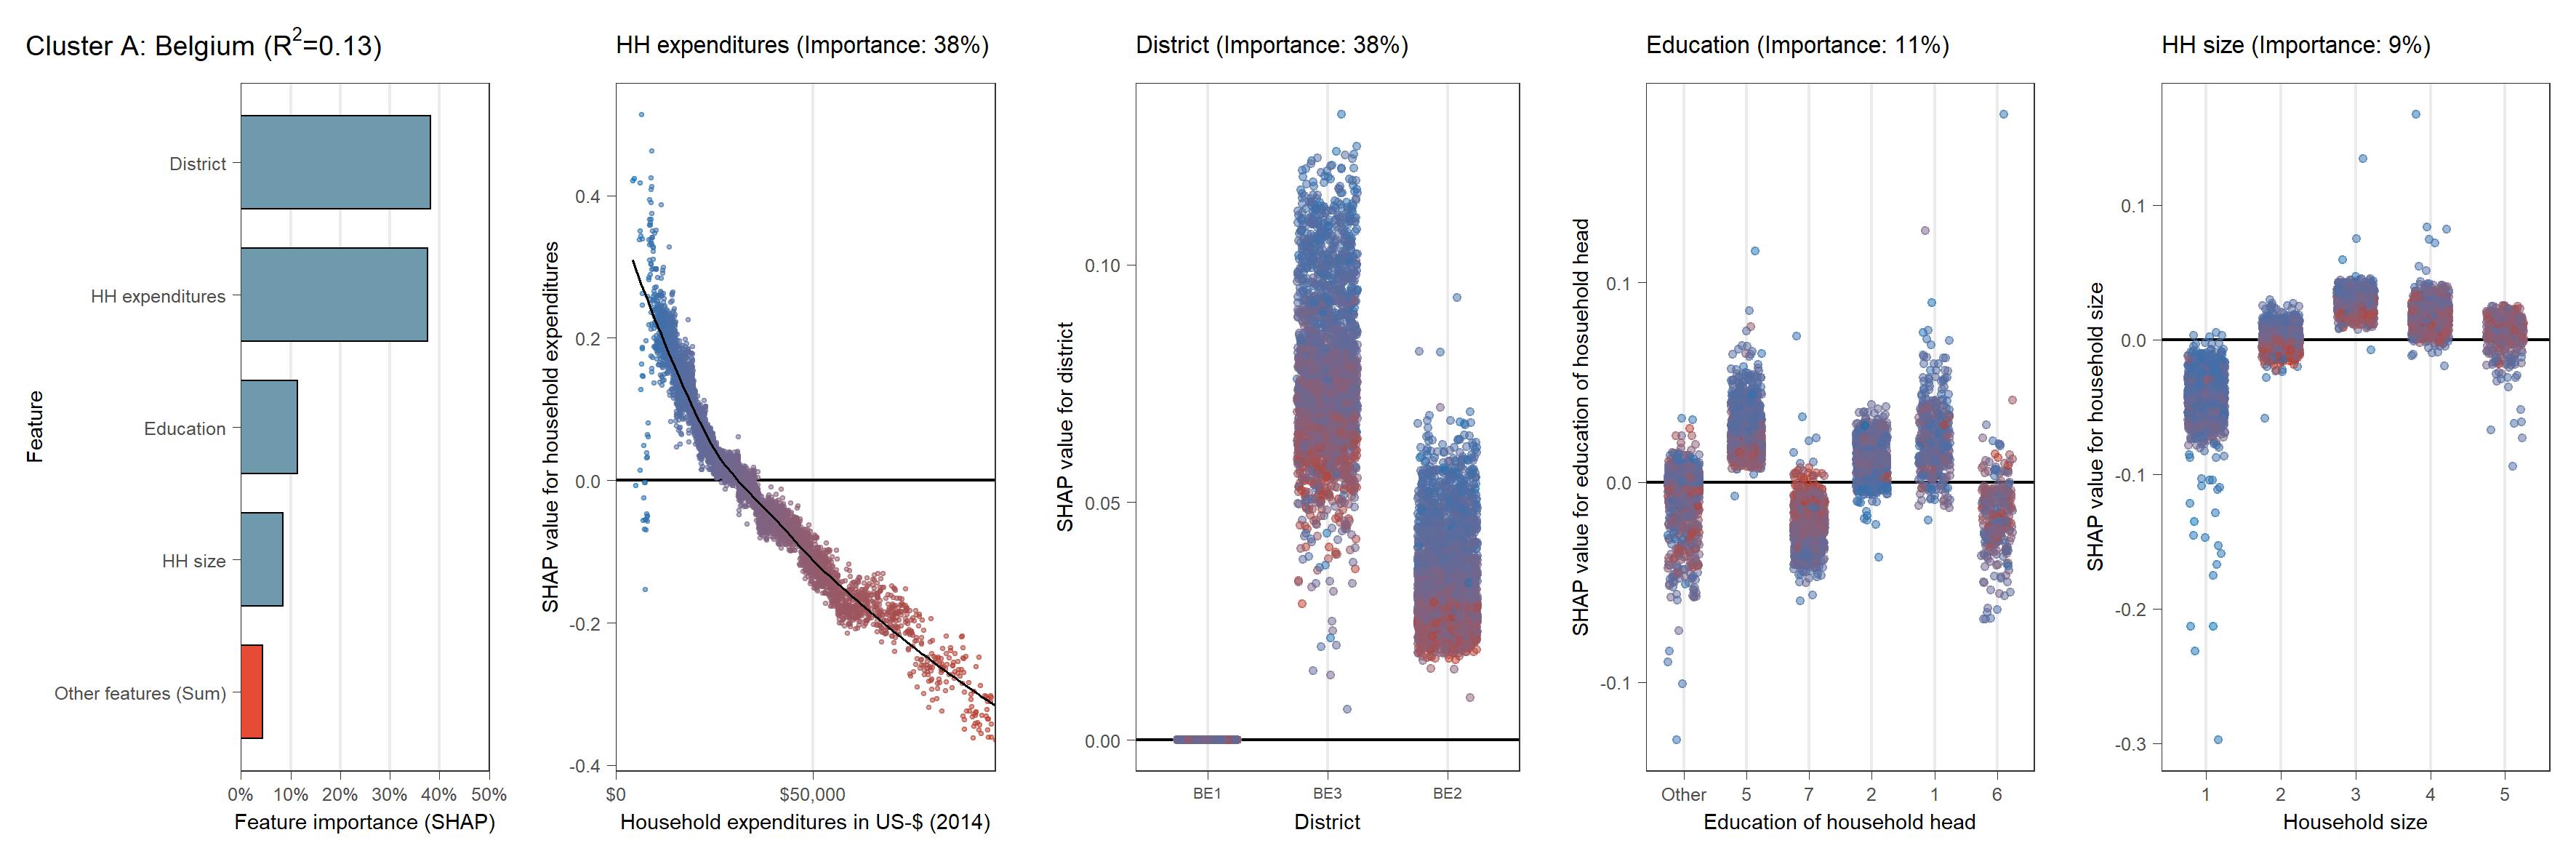 Cluster A: Belgium (R²=0.13)
Feature
District
HH expenditures
Education
HH size
Other features (Sum)
0% 10% 20% 30% 40% 50%
Feature importance (SHAP)
HH expenditures (Importance: 38%)
SHAP value for household expenditures
0.4
0.2
0.0
-0.2
-0.4
$0 $50,000
Household expenditures in US-$ (2014)
District (Importance: 38%)
SHAP value for district
0.10
0.05
0.00
BE1 BE3 BE2
District
Education (Importance: 11%)
SHAP value for education of household head
0.1
0.0
-0.1
Other 5 7 2 1 6
Education of household head
HH size (Importance: 9%)
SHAP value for household size
0.1
0.0
-0.1
-0.2
-0.3
1 2 3 4 5
Household size